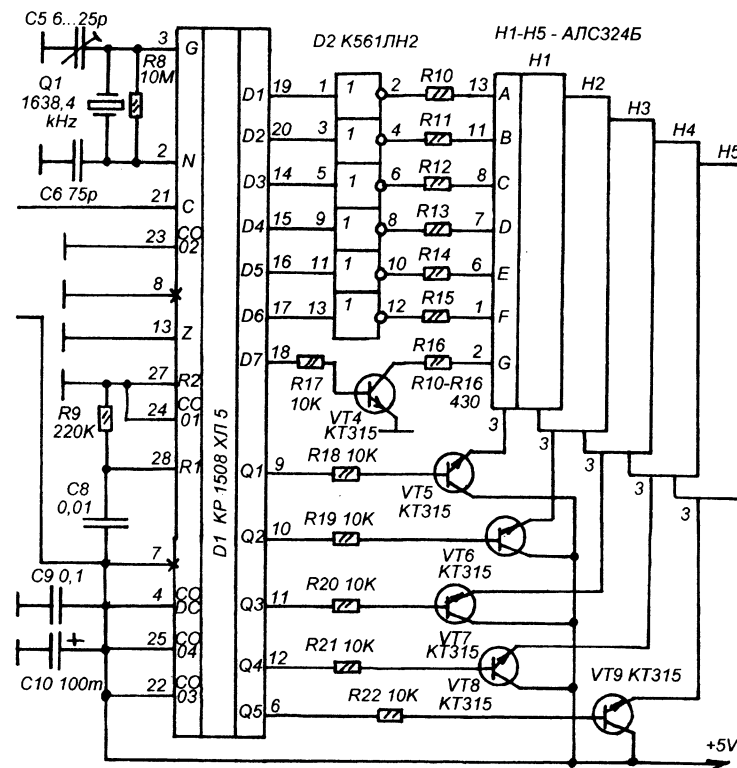 C5 6...25p
D2 К561ЛН2
H1-H5 - АЛС324Б
H1
H2
H3
H4
H5
3
G
R8
10M
Q1
1638,4
kHz
2
N
C6 75p
21
C
23
CO
02
8
13
Z
27
R2
24
CO
01
R9
220K
28
R1
C8
0,01
7
C9 0,1
4
CO
DC
25
CO
04
+
C10 100m
22
CO
03
D1 КР 1508 ХЛ 5
D1
19
1
1
2
R10
13
A
D2
20
3
1
4
R11
11
B
D3
14
5
1
6
R12
8
C
D4
15
9
1
8
R13
7
D
D5
16
11
1
10
R14
6
E
D6
17
13
1
12
R15
1
F
D7
18
R17
10K
VT4
КТ315
R16
2
G
R10-R16
430
3
3
3
3
3
Q1
9
R18 10K
VT5
КТ315
Q2
10
R19 10K
VT6
КТ315
Q3
11
R20 10K
VT7
КТ315
Q4
12
R21 10K
VT8
КТ315
Q5
6
R22 10K
VT9 КТ315
+5V